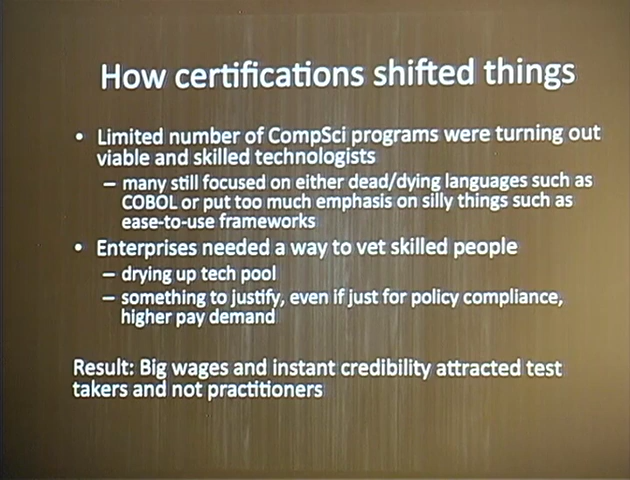 How certifications shifted things
• Limited number of CompSci programs were turning out
viable and skilled technologists
– many still focused on either dead/dying languages such as
COBOL or put too much emphasis on silly things such as
ease-to-use frameworks
• Enterprises needed a way to vet skilled people
– drying up tech pool
– something to justify, even if just for policy compliance,
higher pay demand
Result: Big wages and instant credibility attracted test
takers and not practitioners